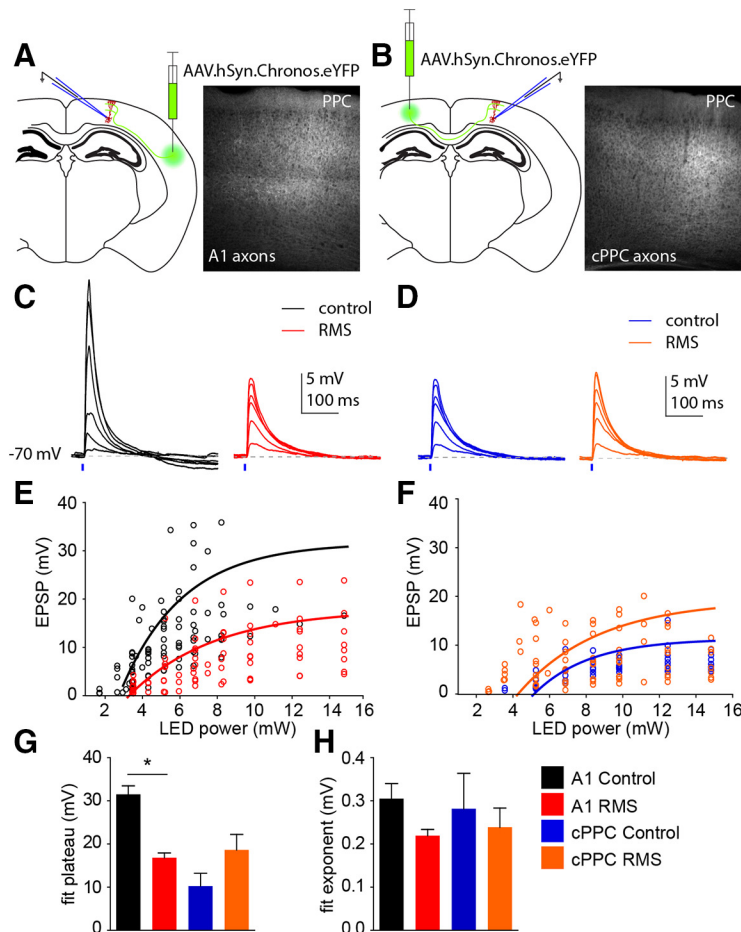 A
AAV.hSyn.Chronos.eYFP
PPC
A1 axons
B
AAV.hSyn.Chronos.eYFP
PPC
cPPC axons
C
control
RMS
5 mV
100 ms
-70 mV
D
control
RMS
5 mV
100 ms
E
EPSP (mV)
40
30
20
10
0
2 4 6 8 10 12 14 16
LED power (mW)
F
EPSP (mV)
40
30
20
10
0
2 4 6 8 10 12 14 16
LED power (mW)
G
fit plateau (mV)
40
30
20
10
0
*
H
fit exponent (mV)
0.4
0.3
0.2
0.1
0.0
A1 Control
A1 RMS
cPPC Control
cPPC RMS